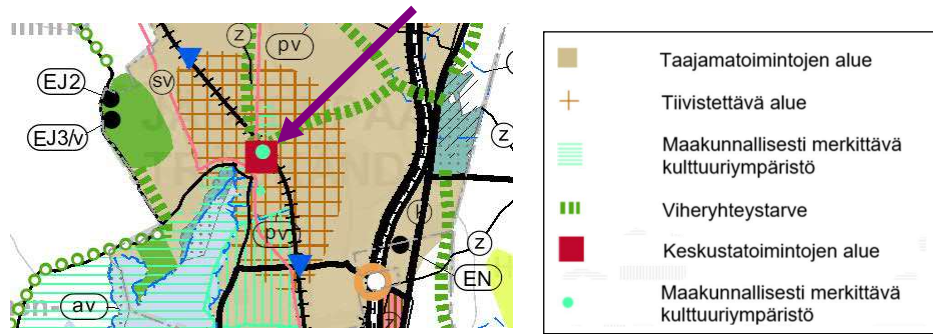 z
pv
EJ2
sv
EJ3/v
z
pv
z
EN
av
Taajamatoimintojen alue
Tiivistettävä alue
Maakunnallisesti merkittävä
kulttuuriympäristö
Viheryhteystarve
Keskustatoimintojen alue
Maakunnallisesti merkittävä
kulttuuriympäristö